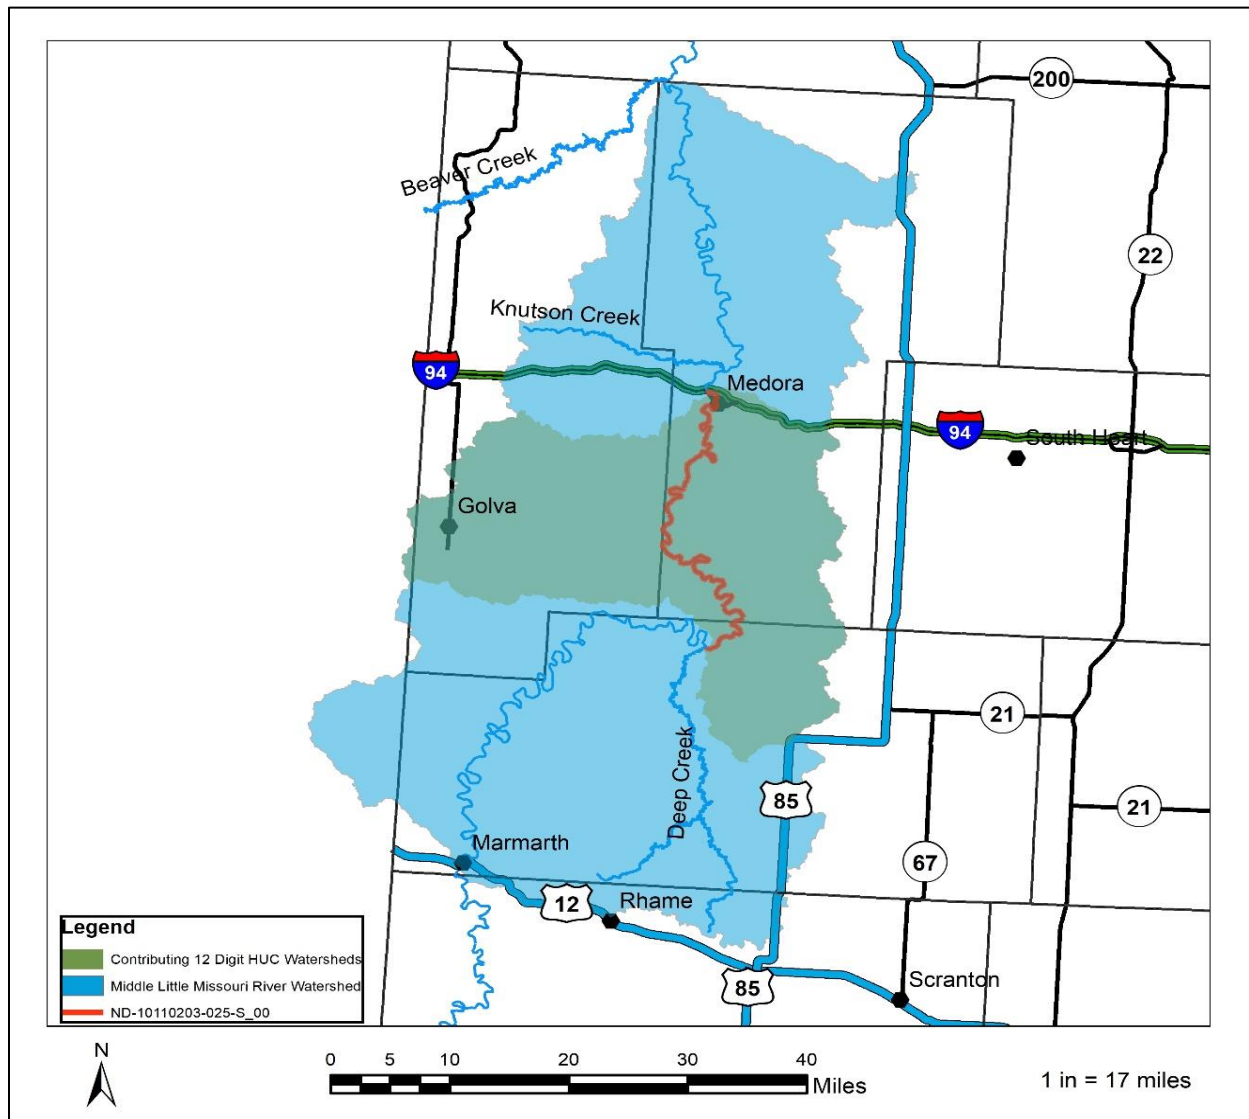 200
Beaver Creek
22
Knutson Creek
94
Medora
94
South Heart
Golva
21
Deep Creek
85
21
Marmarth
67
12
Rhame
85
Scranton
Legend
Contributing 12 Digit HUC Watersheds
Middle Little Missouri River Watershed
ND-10110203-025-S_00
N
0 5 10 20 30 40
Miles
1 in = 17 miles